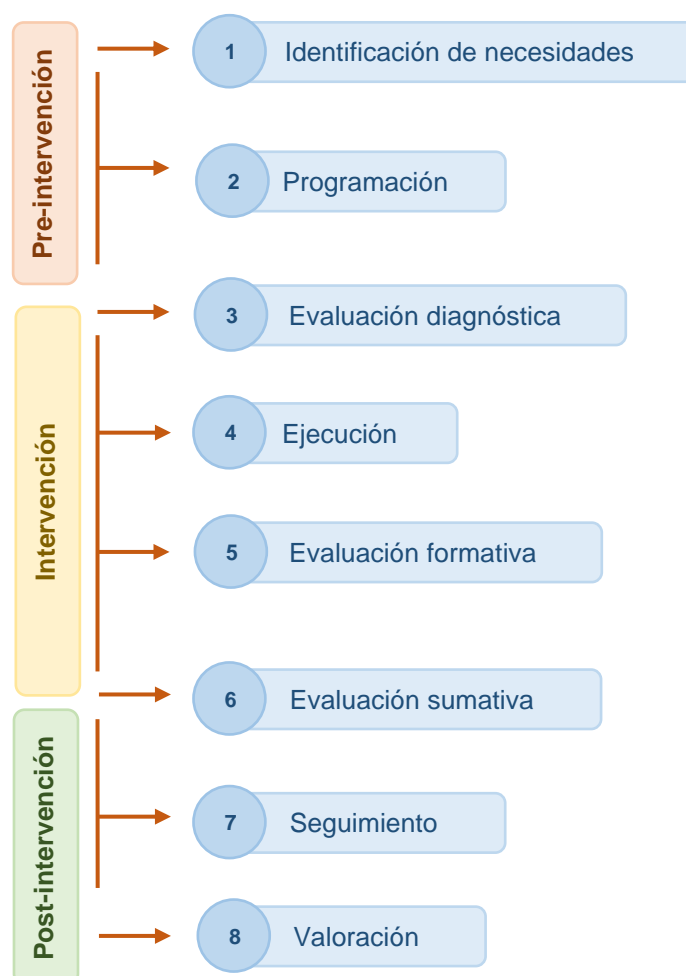 Pre-intervención
1 Identificación de necesidades
2 Programación
Intervención
3 Evaluación diagnóstica
4 Ejecución
5 Evaluación formativa
6 Evaluación sumativa
Post-intervención
7 Seguimiento
8 Valoración